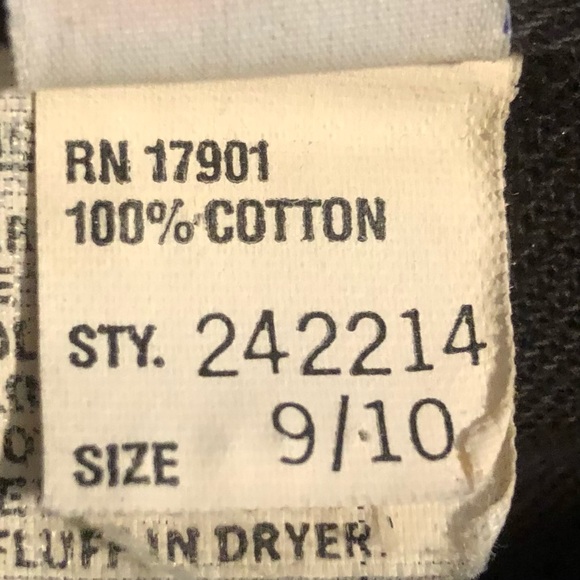 RN 17901
100% COTTON
STY. 242214
SIZE 9/10
FLUFF IN DRYER.